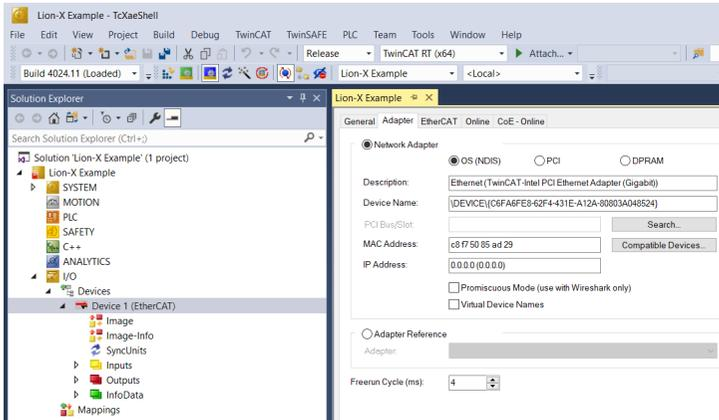 Lion-X Example - TcXaeShell
File Edit View Project Build Debug TwinCAT TwinSAFE PLC Team Tools Window Help
Release TwinCAT RT (x64) Attach...
Build 4024.11 (Loaded) Lion-X Example <Local>
Solution Explorer
Search Solution Explorer (Ctrl+;)
Solution 'Lion-X Example' (1 project)
Lion-X Example
SYSTEM
MOTION
PLC
SAFETY
C++
ANALYTICS
I/O
Devices
Device 1 (EtherCAT)
Image
Image-Info
SyncUnits
Inputs
Outputs
InfoData
Mappings
Lion-X Example
General Adapter EtherCAT Online CoE - Online
Network Adapter
OS (NDIS) PCI DPRAM
Description: Ethernet (TwinCAT-Intel PCI Ethernet Adapter (Gigabit))
Device Name: \DEVICE\{C6FA6FE8-62F4-431E-A12A-80803A048524}
PCI Bus/Slot: Search...
MAC Address: c8 f7 50 85 ad 29 Compatible Devices...
IP Address: 0.0.0.0 (0.0.0.0)
Promiscuous Mode (use with Wireshark only)
Virtual Device Names
Adapter Reference
Adapter:
Freerun Cycle (ms): 4